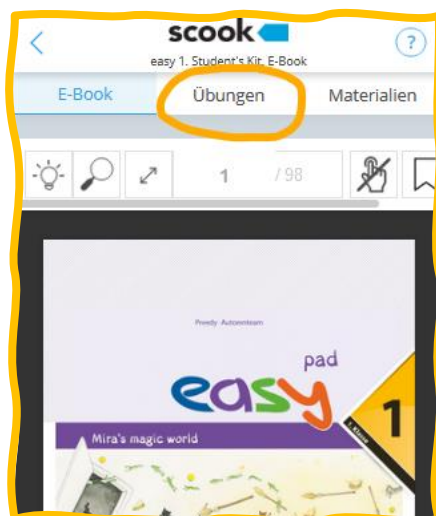 scook
?
easy 1. Student's Kit, E-Book
E-Book Übungen Materialien
1 / 98
Preedy Autorenteam
pad
easy
1
1. Klasse
Mira's magic world